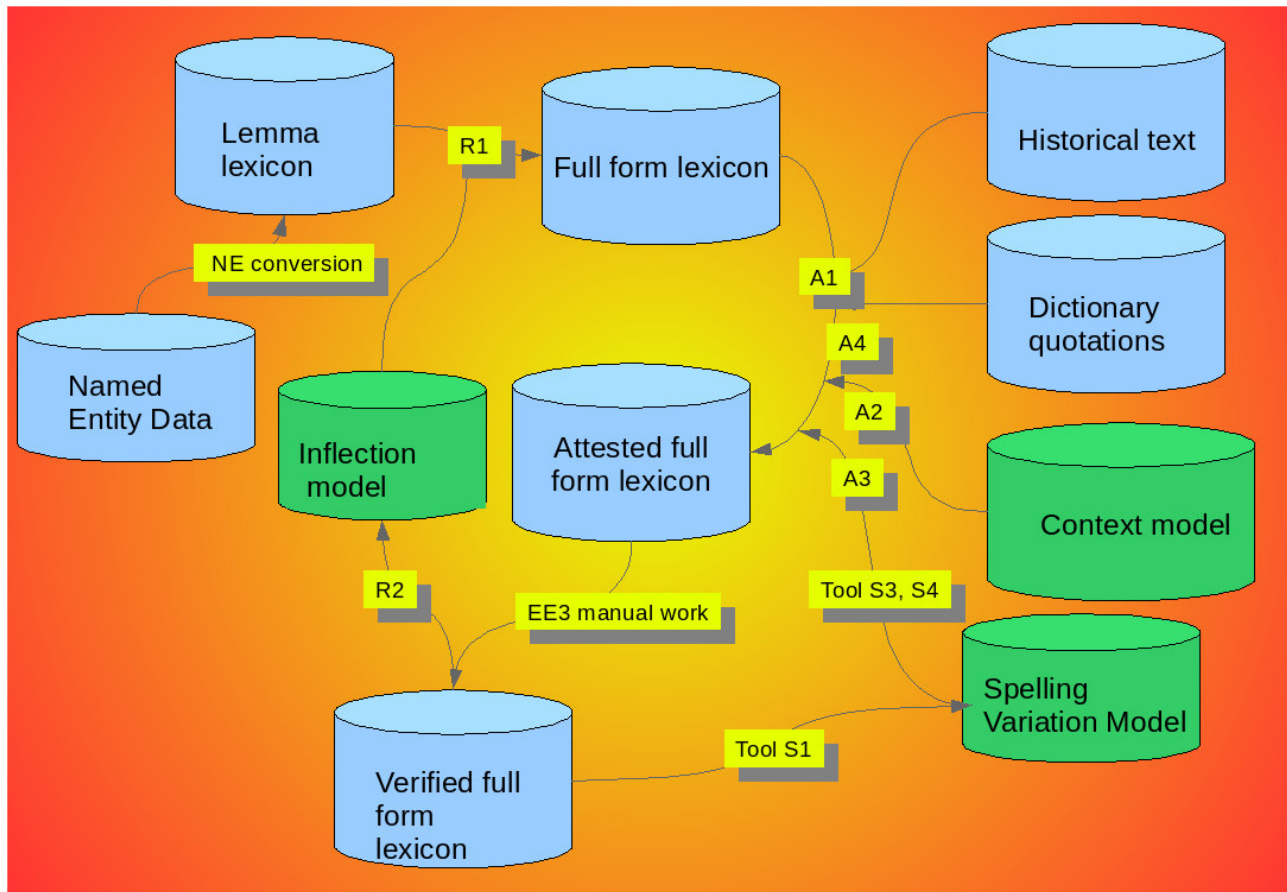 Lemma
lexicon
R1
Full form lexicon
Historical text
NE conversion
A1
Dictionary
quotations
A4
Named
Entity Data
Inflection
model
Attested full
form lexicon
A2
A3
Context model
R2
EE3 manual work
Tool S3, S4
Spelling
Variation Model
Tool S1
Verified full
form
lexicon